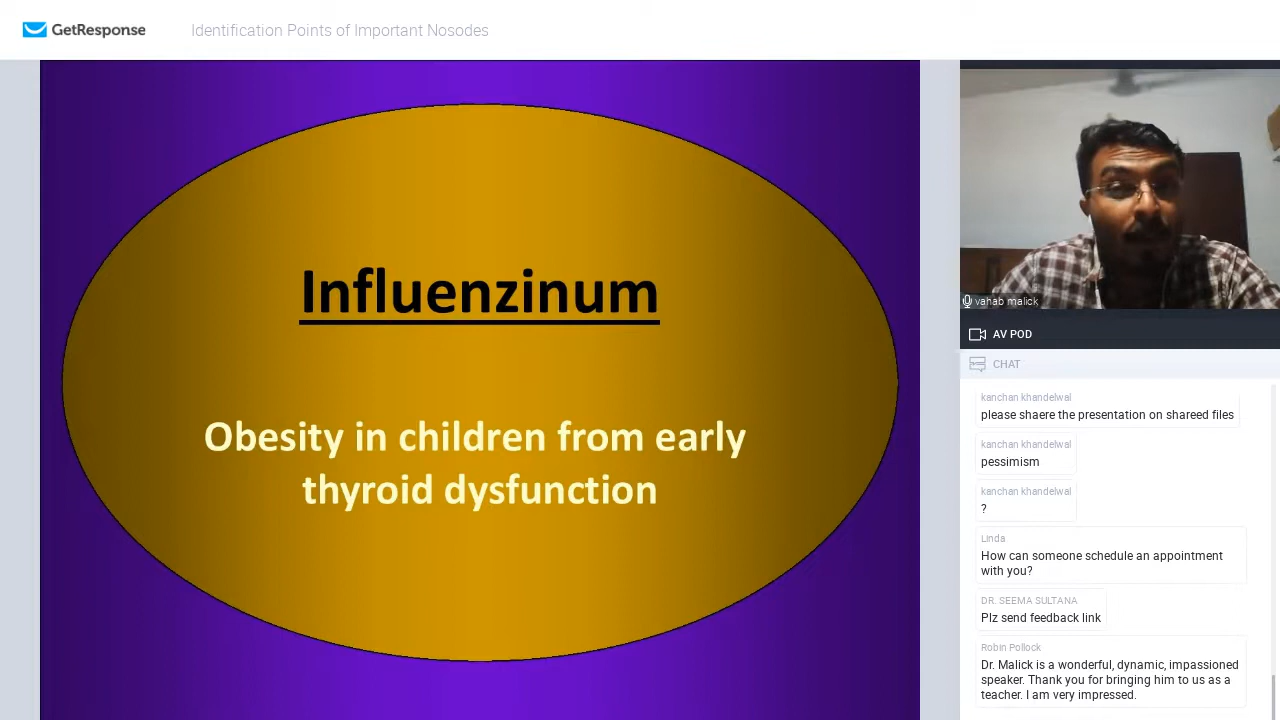 GetResponse
Identification Points of Important Nosodes
Influenzinum
Obesity in children from early
thyroid dysfunction
vahab malick
AV POD
CHAT
kanchan khandelwal
please shaere the presentation on shareed files
kanchan khandelwal
pessimism
kanchan khandelwal
?
Linda
How can someone schedule an appointment
with you?
DR. SEEMA SULTANA
Plz send feedback link
Robin Pollock
Dr. Malick is a wonderful, dynamic, impassioned
speaker. Thank you for bringing him to us as a
teacher. I am very impressed.